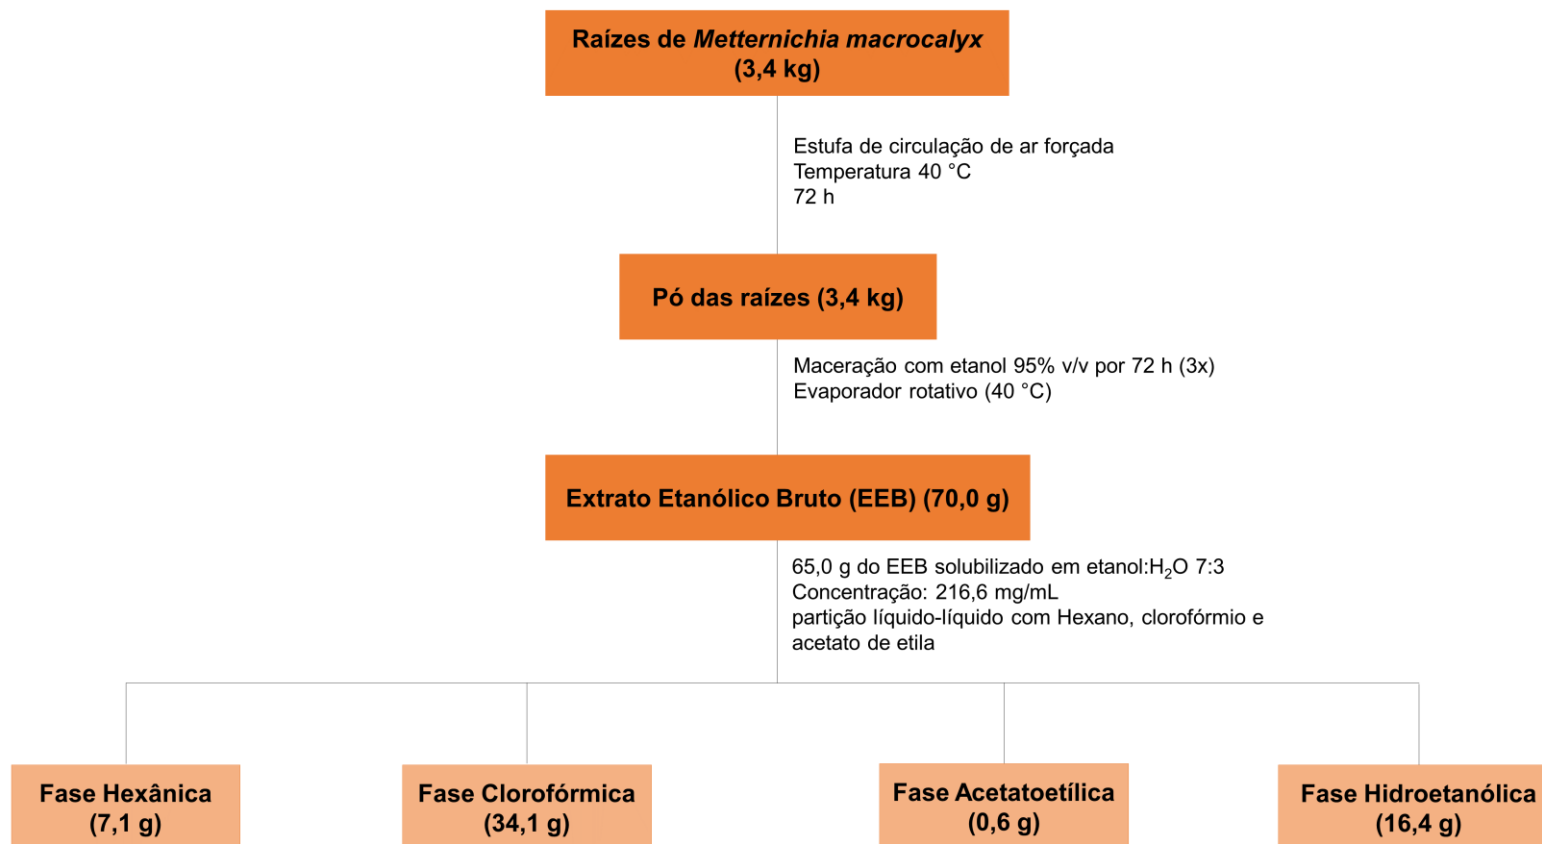 Raízes de Metternichia macrocalyx
(3,4 kg)
Estufa de circulação de ar forçada
Temperatura 40 °C
72 h
Pó das raízes (3,4 kg)
Maceração com etanol 95% v/v por 72 h (3x)
Evaporador rotativo (40 °C)
Extrato Etanólico Bruto (EEB) (70,0 g)
65,0 g do EEB solubilizado em etanol:H₂O 7:3
Concentração: 216,6 mg/mL
partição líquido-líquido com Hexano, clorofórmio e
acetato de etila
Fase Hexânica
(7,1 g)
Fase Clorofórmica
(34,1 g)
Fase Acetatoetílica
(0,6 g)
Fase Hidroetanólica
(16,4 g)